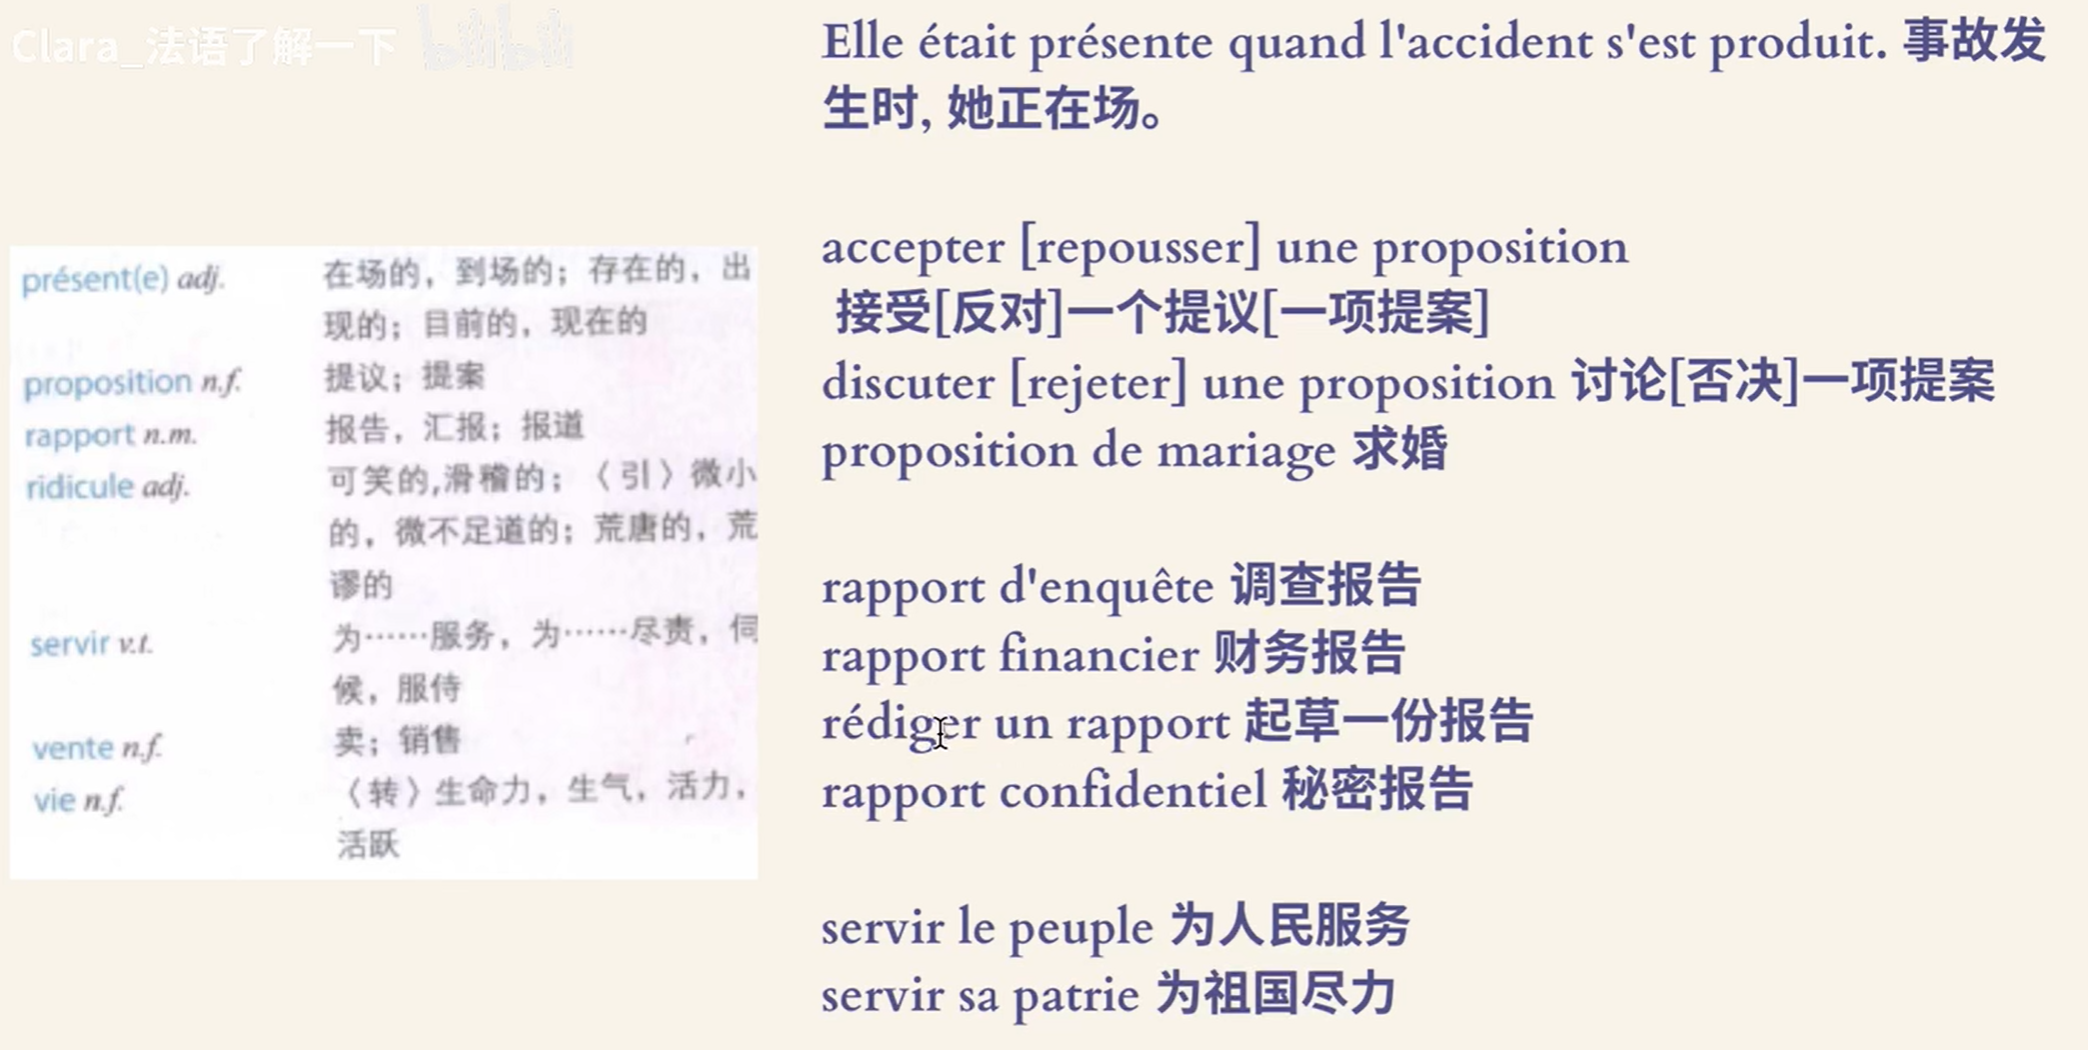 Clara_法语了解一下 bilibili
présent(e) adj. 在场的，到场的；存在的，出
现的；目前的，现在的
proposition n.f. 提议；提案
rapport n.m. 报告，汇报；报道
ridicule adj. 可笑的,滑稽的；〈引〉微小
的，微不足道的；荒唐的，荒
谬的
servir v.t. 为……服务，为……尽责，伺
候，服侍
vente n.f. 卖；销售
vie n.f. 〈转〉生命力，生气，活力，
活跃
Elle était présente quand l'accident s'est produit. 事故发
生时, 她正在场。
accepter [repousser] une proposition
接受[反对]一个提议[一项提案]
discuter [rejeter] une proposition 讨论[否决]一项提案
proposition de mariage 求婚
rapport d'enquête 调查报告
rapport financier 财务报告
rédiger un rapport 起草一份报告
rapport confidentiel 秘密报告
servir le peuple 为人民服务
servir sa patrie 为祖国尽力